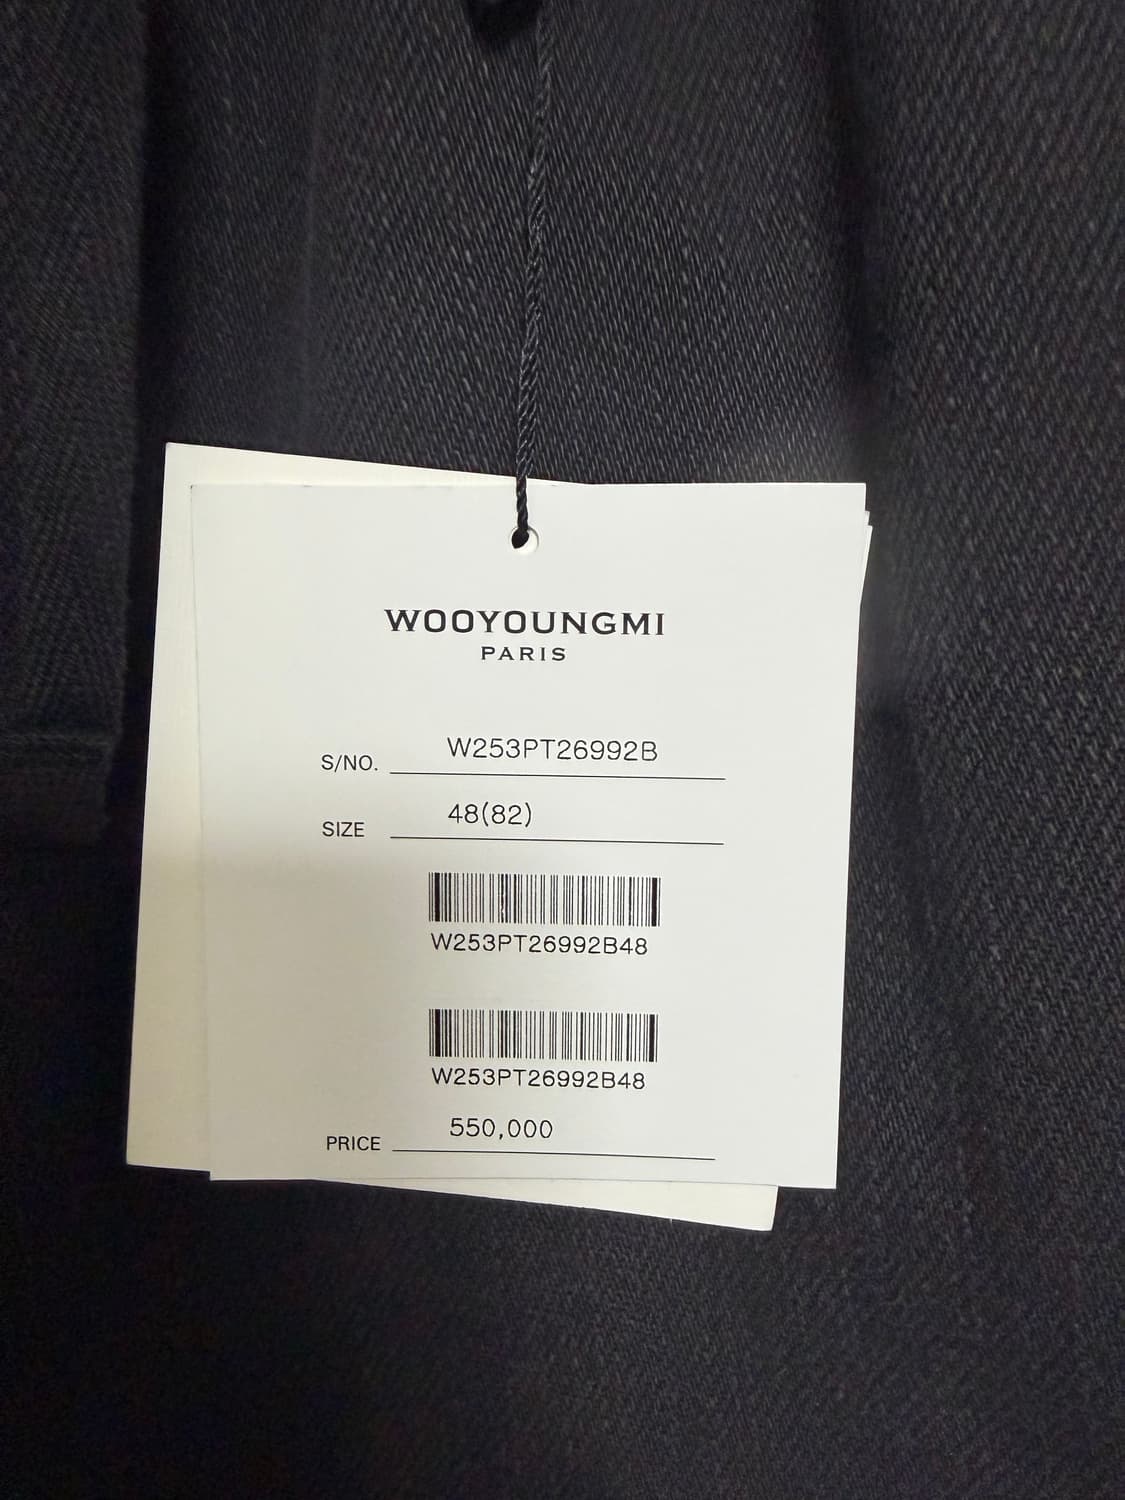 WOOYOUNGMI
PARIS
S/NO. W253PT26992B
SIZE 48(82)
W253PT26992B48
W253PT26992B48
PRICE 550,000